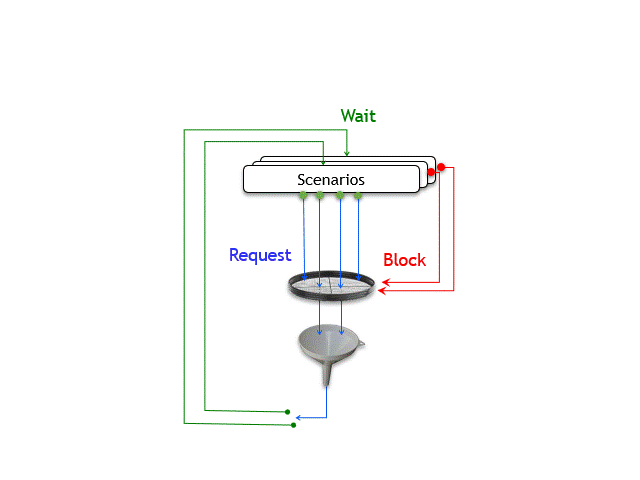 Wait
Scenarios
Request
Block